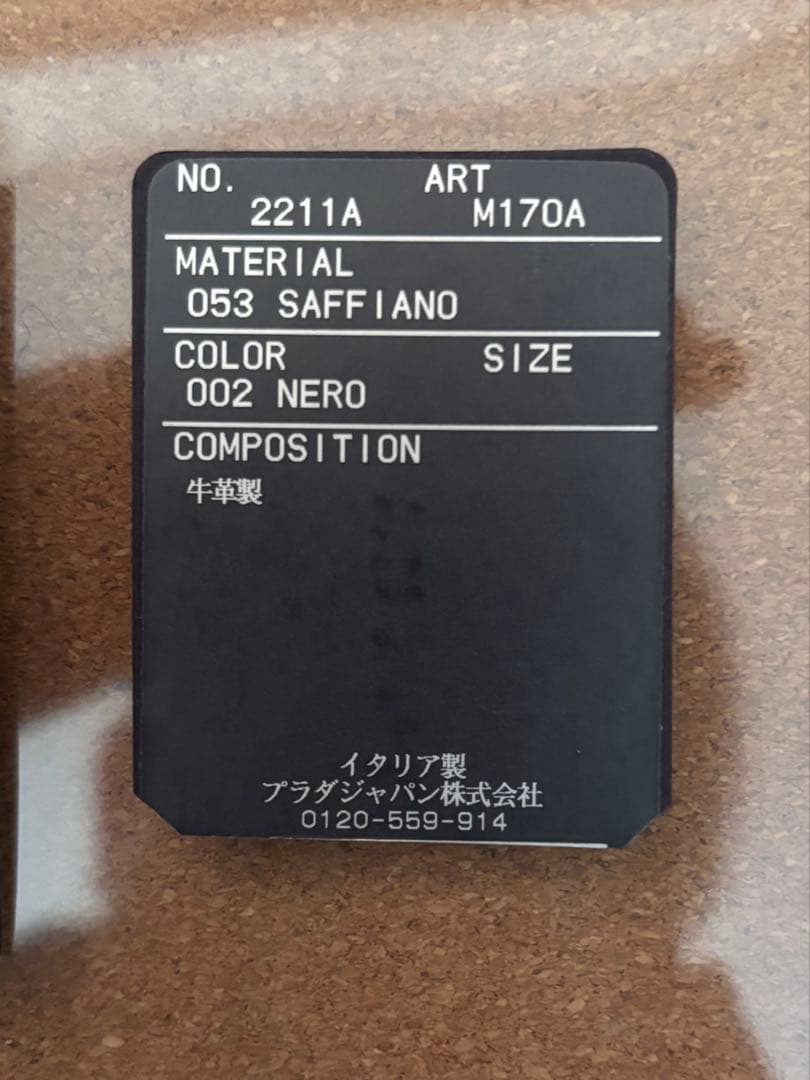 NO. ART
2211A M170A
MATERIAL
053 SAFFIANO
COLOR SIZE
002 NERO
COMPOSITION
牛革製
イタリア製
プラダジャパン株式会社
0120-559-914